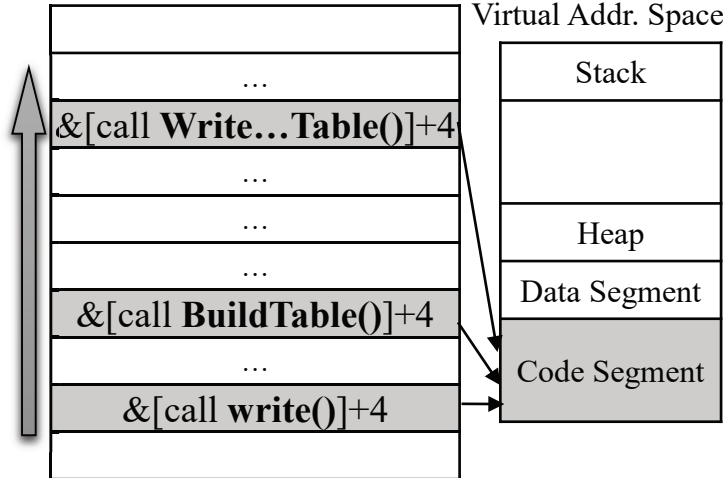 Virtual Addr. Space
…
&[call Write…Table()]+4
…
…
…
&[call BuildTable()]+4
…
&[call write()]+4
Stack
Heap
Data Segment
Code Segment